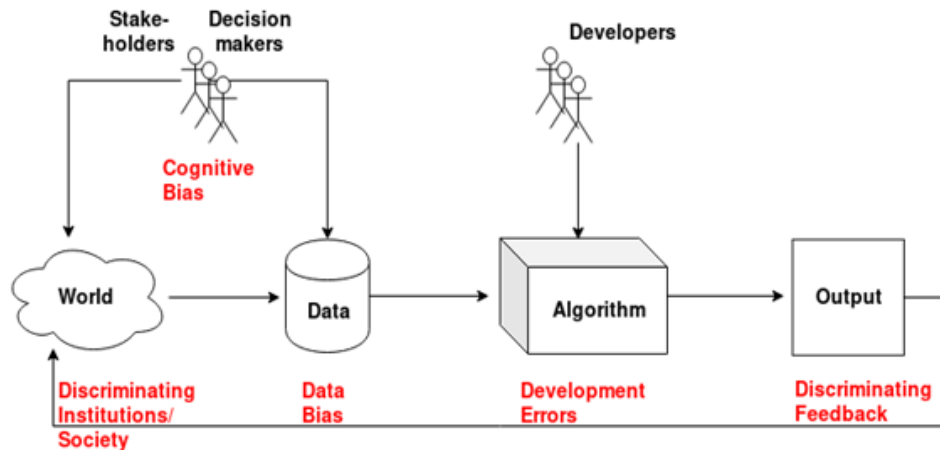 Stake-
holders
Decision
makers
Developers
Cognitive
Bias
World
Data
Algorithm
Output
Discriminating
Institutions/
Society
Data
Bias
Development
Errors
Discriminating
Feedback